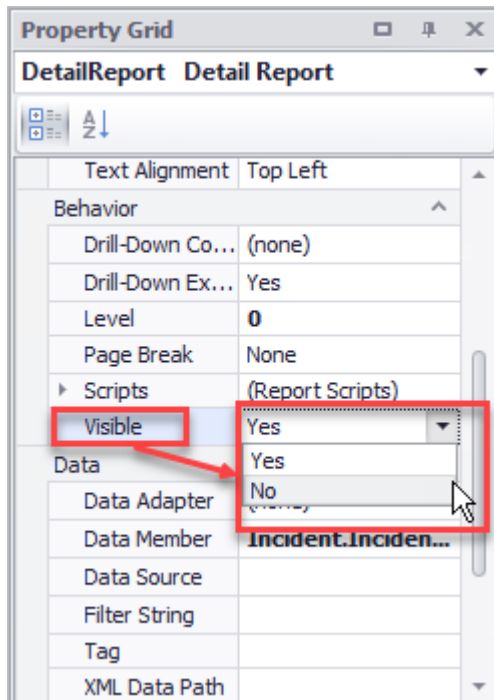 Property Grid
DetailReport Detail Report
A
Z
Text Alignment Top Left
Behavior
Drill-Down Co... (none)
Drill-Down Ex... Yes
Level 0
Page Break None
Scripts (Report Scripts)
Visible Yes
Yes
Data
No
Data Adapter
Data Member Incident.Inciden...
Data Source
Filter String
Tag
XML Data Path